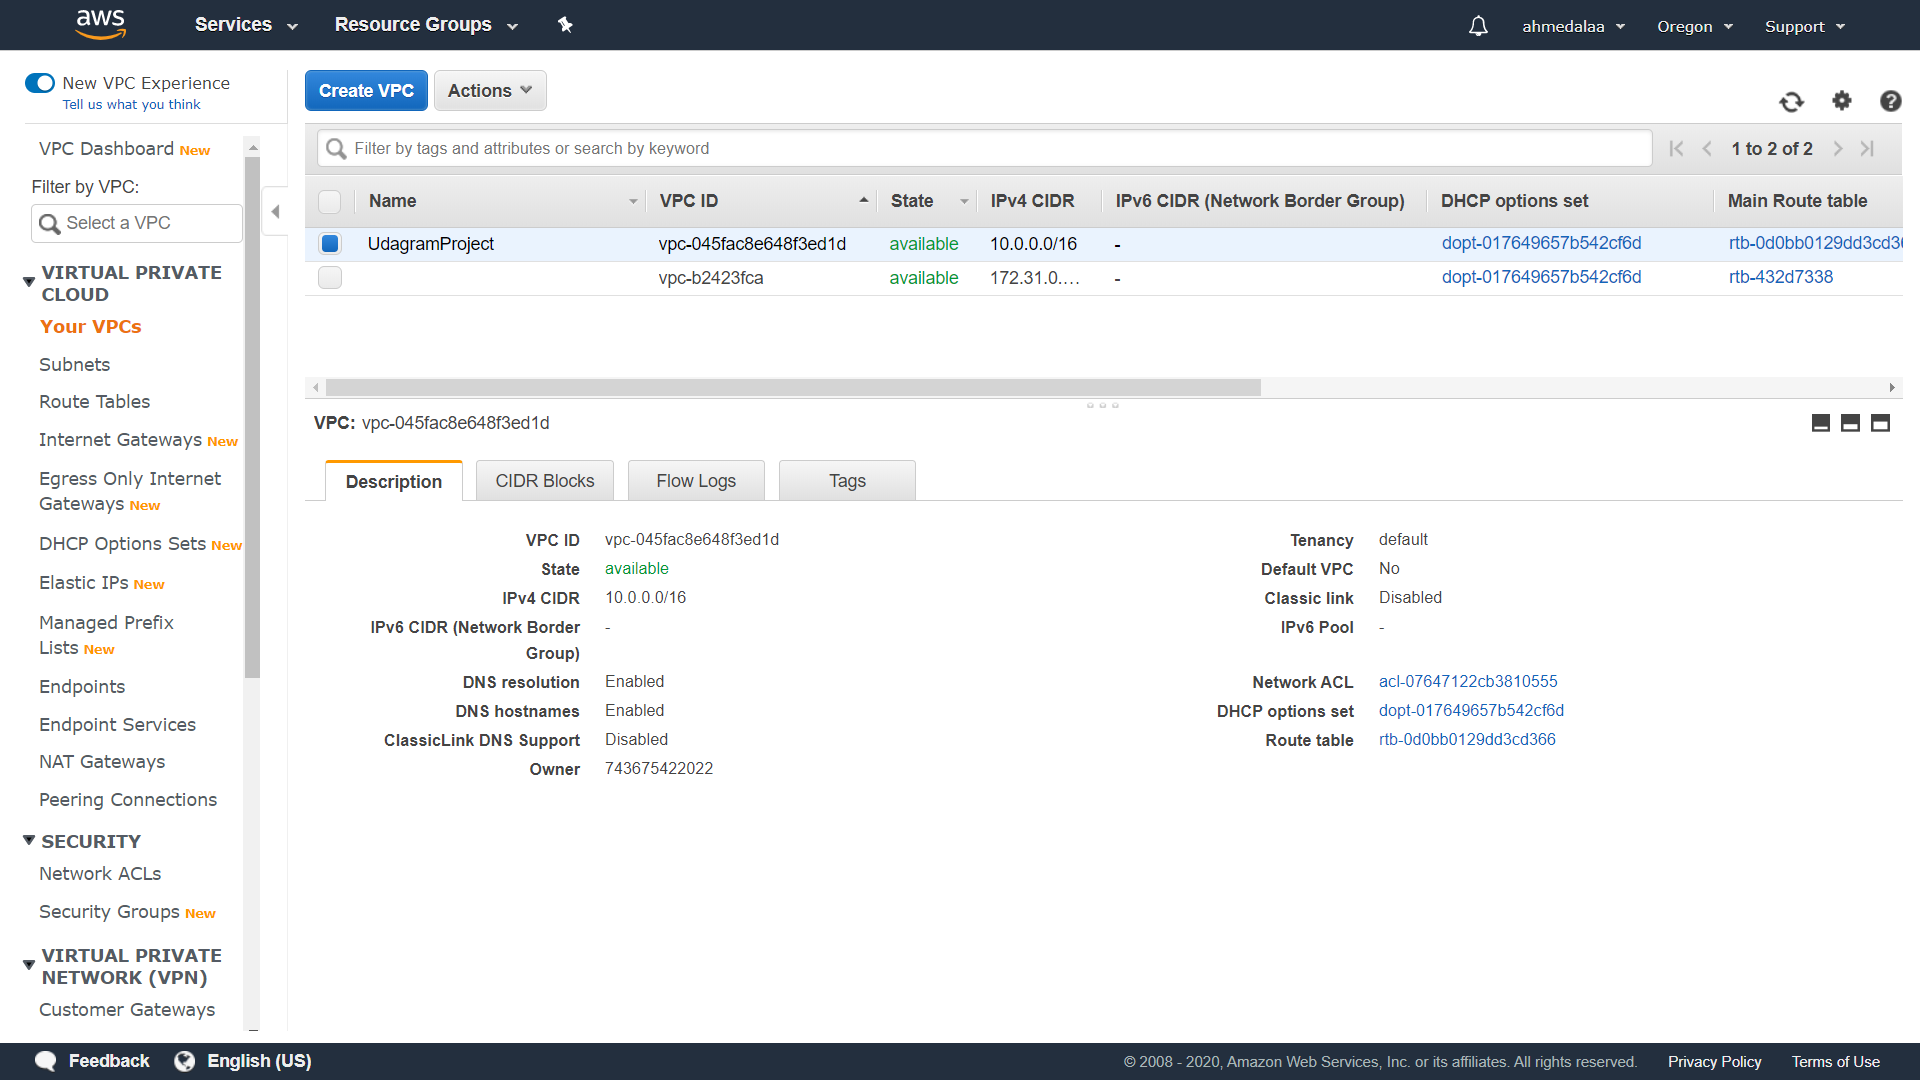 aws
Services
Resource Groups
ahmedalaa
Oregon
Support
New VPC Experience
Tell us what you think
VPC Dashboard New
Filter by VPC:
Select a VPC
VIRTUAL PRIVATE
CLOUD
Your VPCs
Subnets
Route Tables
Internet Gateways New
Egress Only Internet
Gateways New
DHCP Options Sets New
Elastic IPs New
Managed Prefix
Lists New
Endpoints
Endpoint Services
NAT Gateways
Peering Connections
SECURITY
Network ACLs
Security Groups New
VIRTUAL PRIVATE
NETWORK (VPN)
Customer Gateways
Create VPC
Actions
Filter by tags and attributes or search by keyword
1 to 2 of 2
Name VPC ID State IPv4 CIDR IPv6 CIDR (Network Border Group) DHCP options set Main Route table
UdagramProject vpc-045fac8e648f3ed1d available 10.0.0.0/16 - dopt-017649657b542cf6d rtb-0d0bb0129dd3cd36
vpc-b2423fca available 172.31.0.... - dopt-017649657b542cf6d rtb-432d7338
VPC: vpc-045fac8e648f3ed1d
Description
CIDR Blocks
Flow Logs
Tags
VPC ID vpc-045fac8e648f3ed1d
State available
IPv4 CIDR 10.0.0.0/16
IPv6 CIDR (Network Border -
Group)
DNS resolution Enabled
DNS hostnames Enabled
ClassicLink DNS Support Disabled
Owner 743675422022
Tenancy default
Default VPC No
Classic link Disabled
IPv6 Pool -
Network ACL acl-07647122cb3810555
DHCP options set dopt-017649657b542cf6d
Route table rtb-0d0bb0129dd3cd366
Feedback
English (US)
© 2008 - 2020, Amazon Web Services, Inc. or its affiliates. All rights reserved.
Privacy Policy
Terms of Use